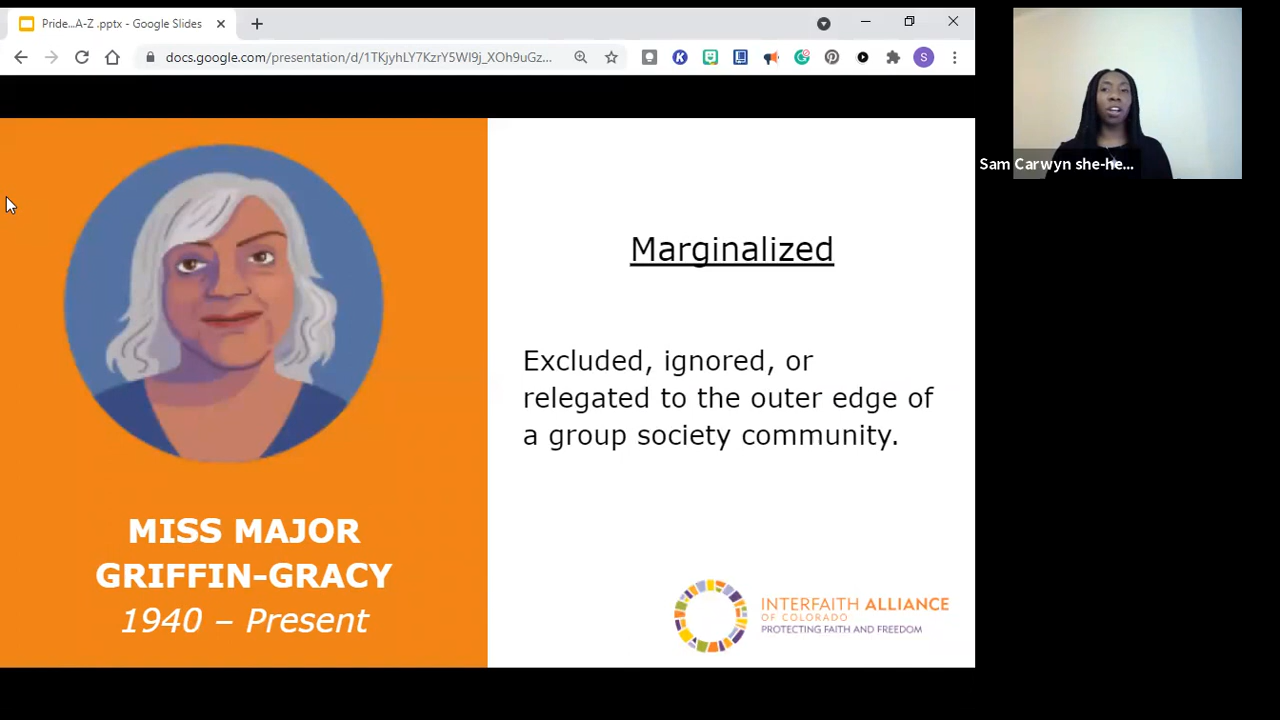 Pride...A-Z .pptx - Google Slides
docs.google.com/presentation/d/1TKjyhLY7KzrY5WI9j_XOh9uGz...
K
S
Sam Carwyn she-he...
MISS MAJOR
GRIFFIN-GRACY
1940 – Present
Marginalized
Excluded, ignored, or
relegated to the outer edge of
a group society community.
INTERFAITH ALLIANCE
OF COLORADO
PROTECTING FAITH AND FREEDOM